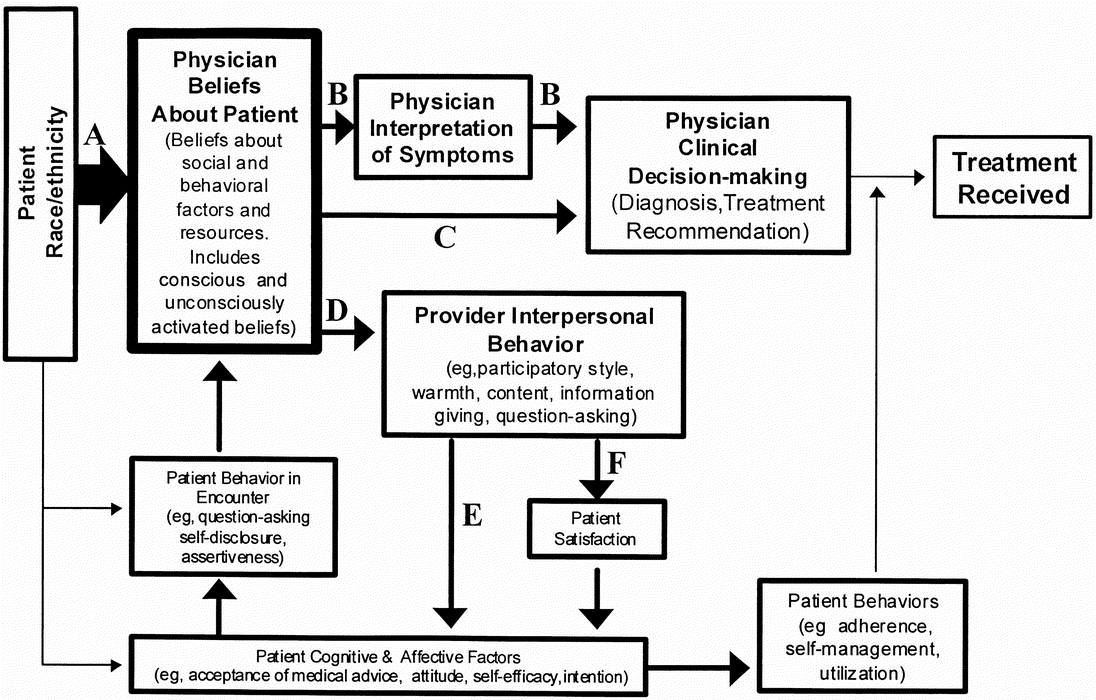 Patient
Race/ethnicity
A
Physician
Beliefs
About Patient
(Beliefs about
social and
behavioral
factors and
resources.
Includes
conscious and
unconsciously
activated beliefs)
B
Physician
Interpretation
of Symptoms
B
Physician
Clinical
Decision-making
(Diagnosis,Treatment
Recommendation)
Treatment
Received
C
D
Provider Interpersonal
Behavior
(eg,participatory style,
warmth, content, information
giving, question-asking)
E
F
Patient
Satisfaction
Patient Behavior in
Encounter
(eg, question-asking
self-disclosure,
assertiveness)
Patient Cognitive & Affective Factors
(eg, acceptance of medical advice, attitude, self-efficacy,intention)
Patient Behaviors
(eg adherence,
self-management,
utilization)